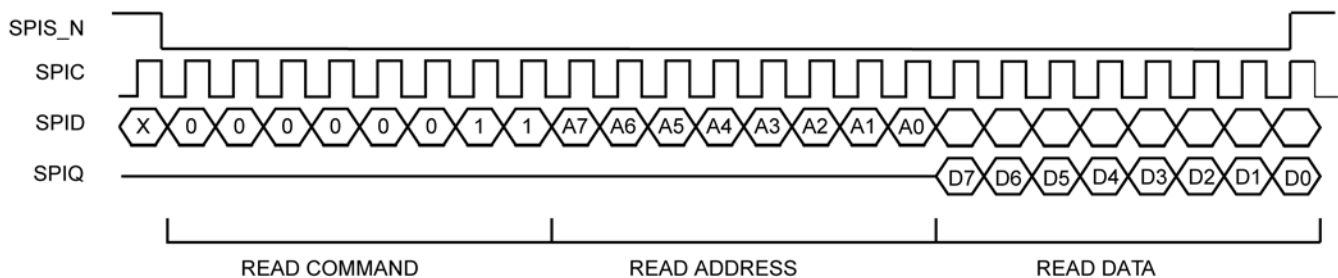 SPIS_N
SPIC
SPID X 0 0 0 0 0 0 1 1 A7 A6 A5 A4 A3 A2 A1 A0
SPIQ D7 D6 D5 D4 D3 D2 D1 D0
READ COMMAND READ ADDRESS READ DATA